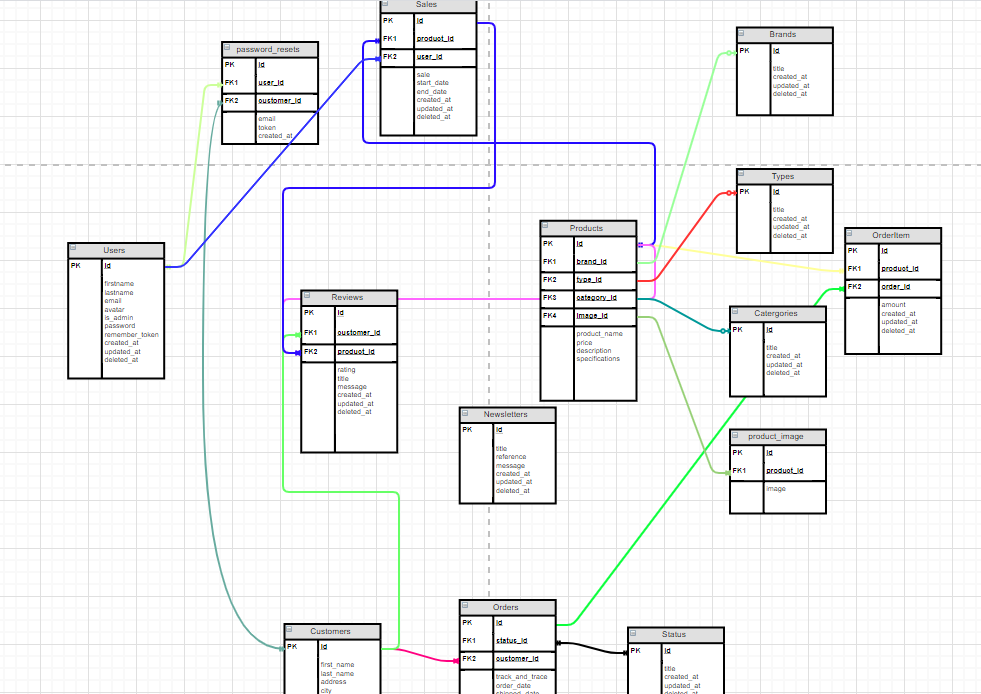 Sales
PK id
FK1 product_id
FK2 user_id
sale
start_date
end_date
created_at
updated_at
deleted_at
password_resets
PK id
FK1 user_id
FK2 customer_id
email
token
created_at
Brands
PK id
title
created_at
updated_at
deleted_at
Types
PK id
title
created_at
updated_at
deleted_at
Users
PK id
firstname
lastname
email
avatar
is_admin
password
remember_token
created_at
updated_at
deleted_at
Products
PK id
FK1 brand_id
FK2 type_id
FK3 category_id
FK4 image_id
product_name
price
description
specifications
OrderItem
PK id
FK1 product_id
FK2 order_id
amount
created_at
updated_at
deleted_at
Reviews
PK id
FK1 customer_id
FK2 product_id
rating
title
message
created_at
updated_at
deleted_at
Catergories
PK id
title
created_at
updated_at
deleted_at
Newsletters
PK id
title
reference
message
created_at
updated_at
deleted_at
product_image
PK id
FK1 product_id
image
Customers
PK id
first_name
last_name
address
city
Orders
PK id
FK1 status_id
FK2 customer_id
track_and_trace
order_date
shipped_date
Status
PK id
title
created_at
updated_at
deleted_at